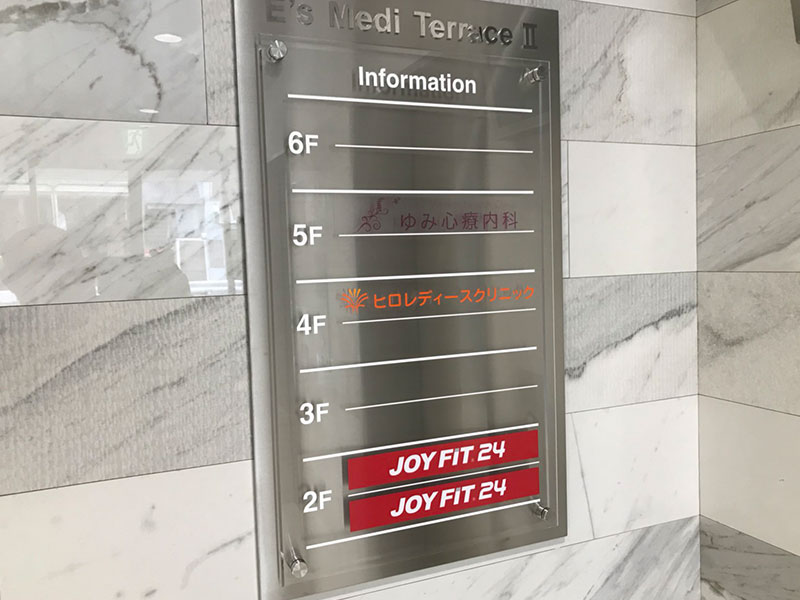 E's Medi Terrace II
Information
6F
ゆみ心療内科
5F
ヒロレディースクリニック
4F
3F
JOYFIT24
2F
JOYFIT24